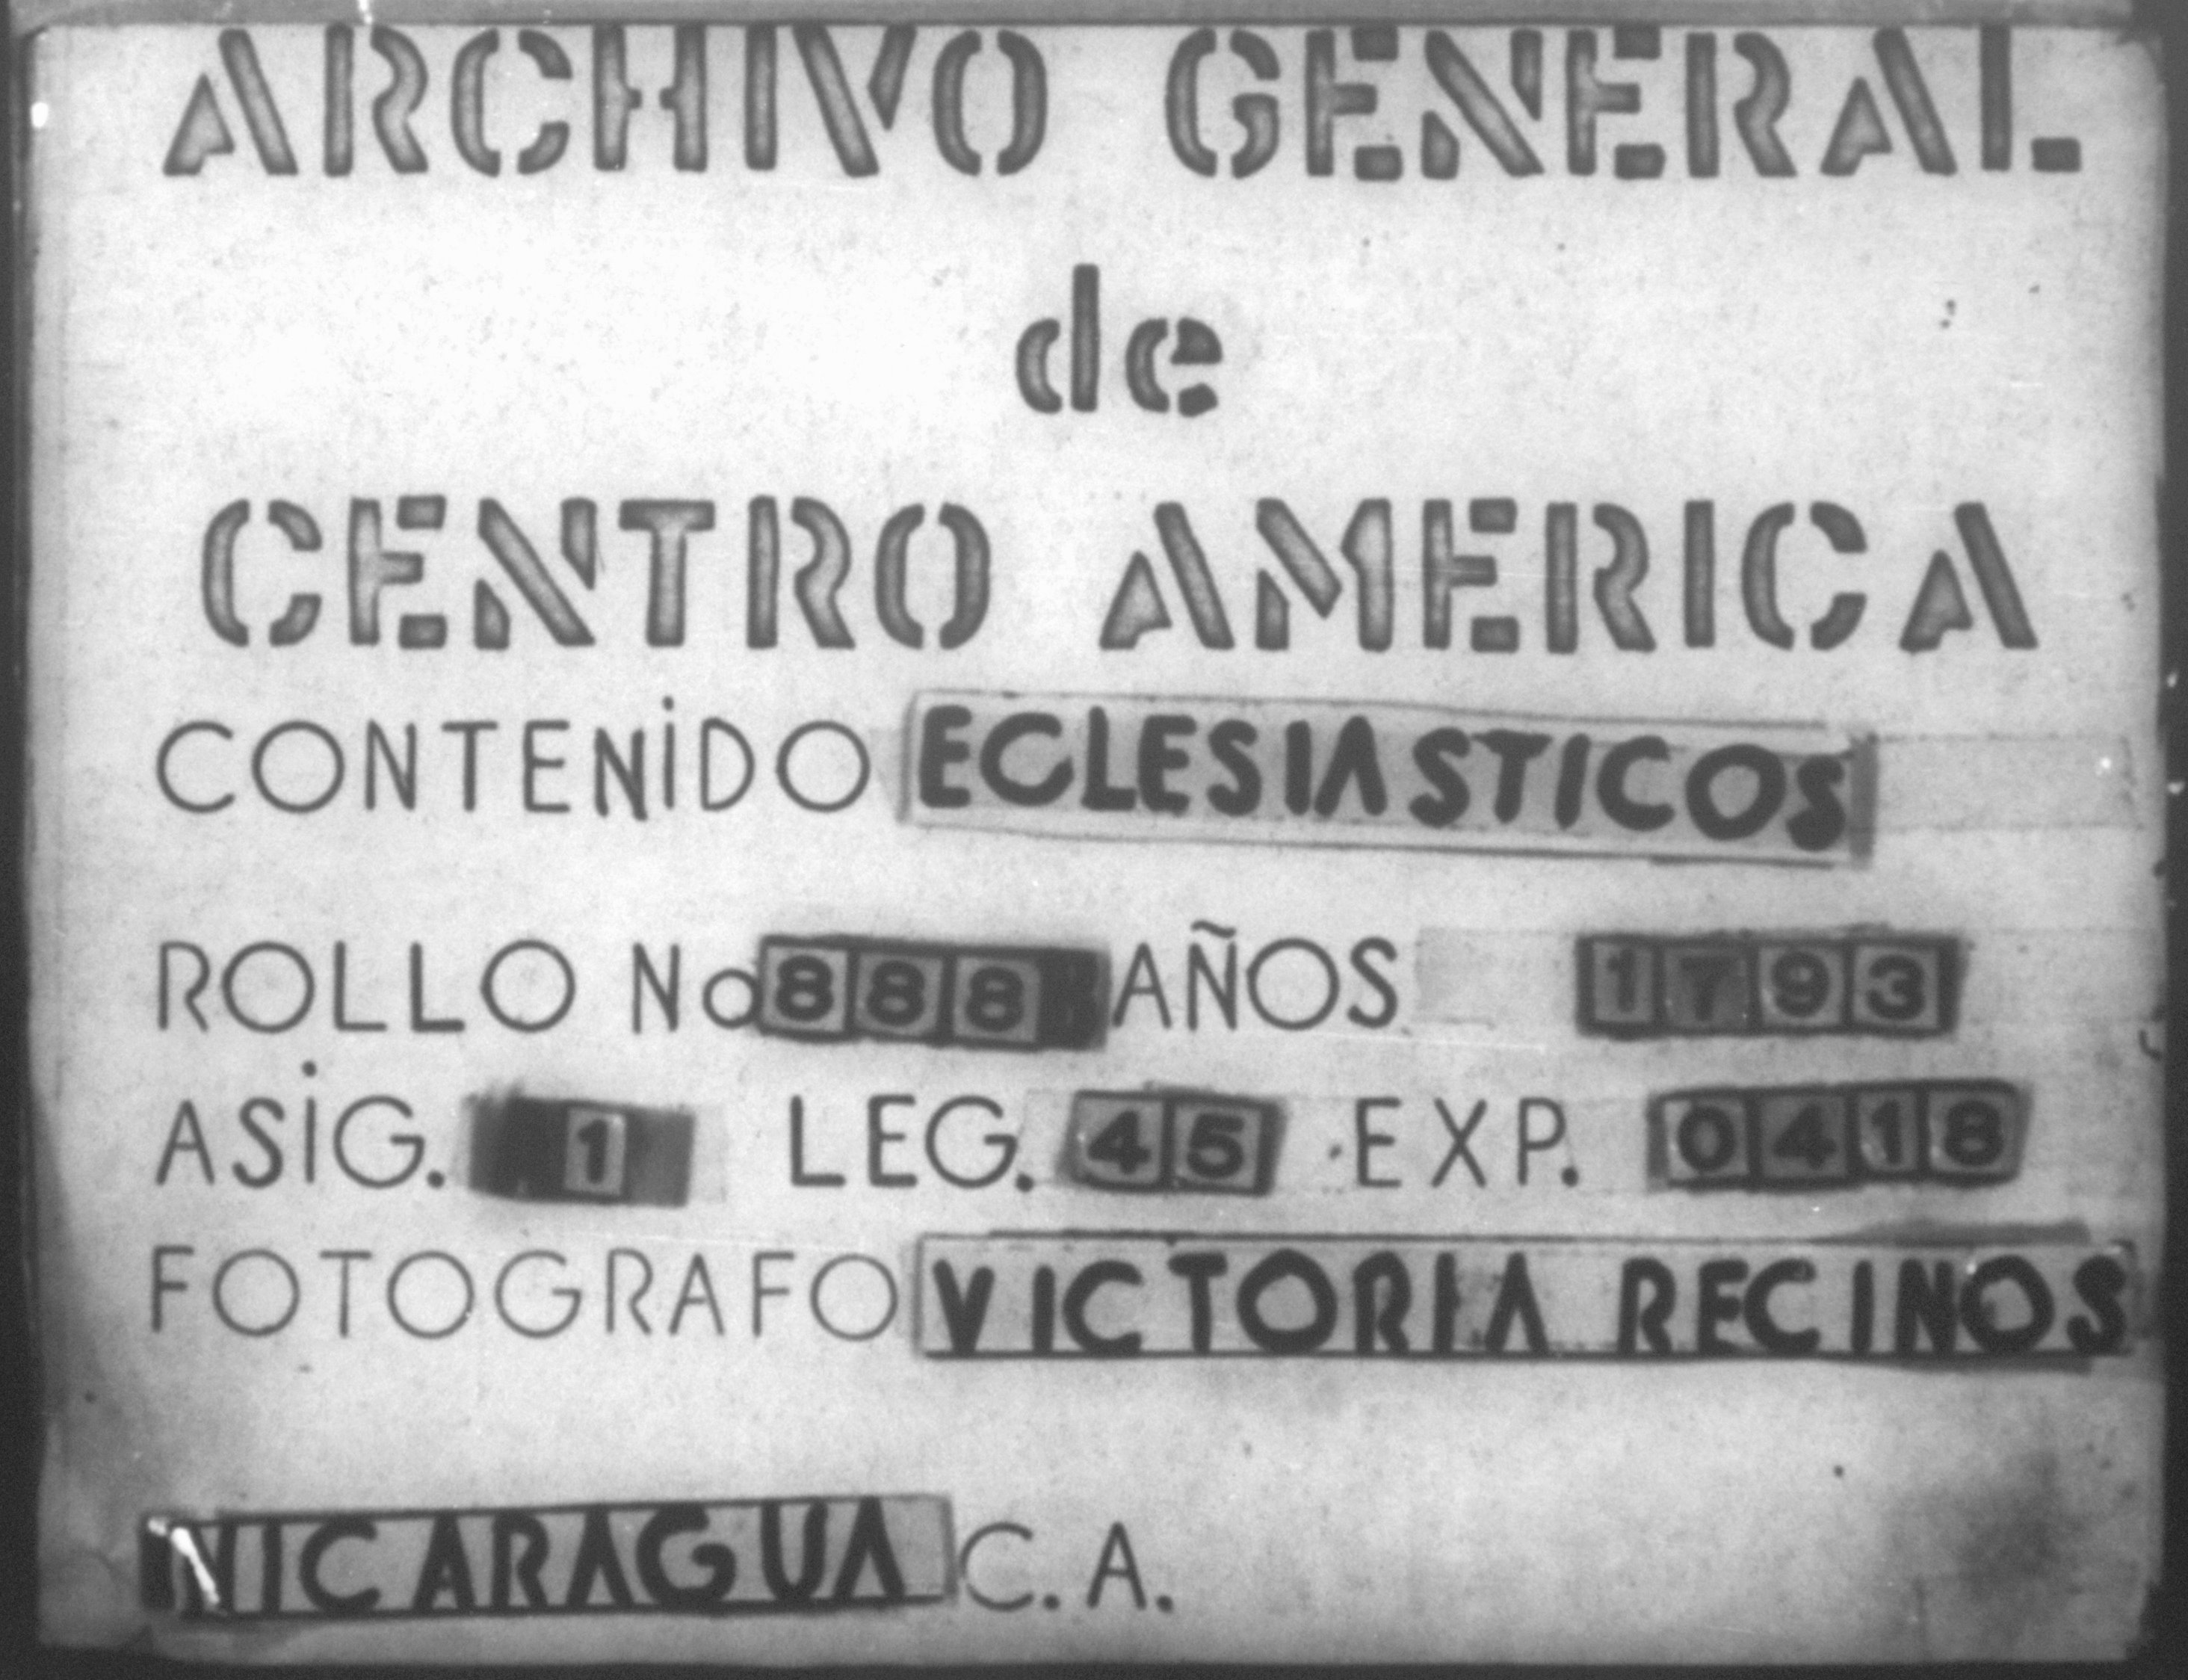 ARCHIVO GENERAL
de
CENTRO AMERICA
CONTENiDO ECLESIASTICOS
ROLLO No 888 AÑOS 1793
ASiG. 1 LEG. 45 EXP. 0418
FOTOGRAFO VICTORIA RECINOS
NICARAGUA C. A.